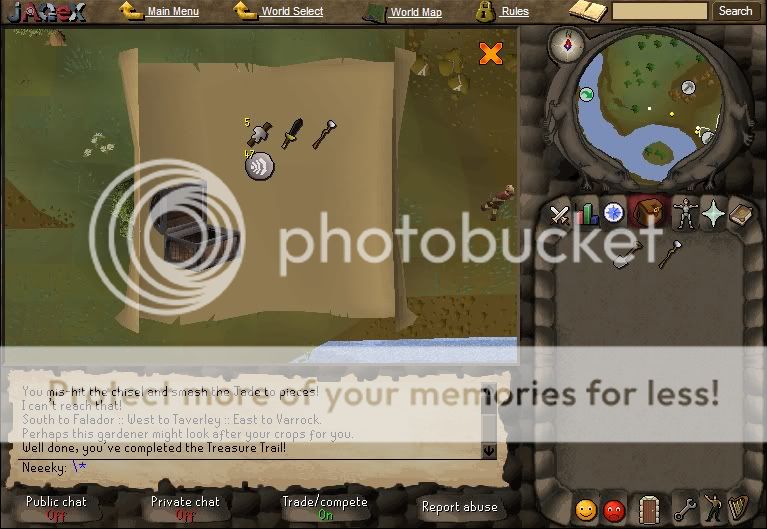 JAGEX Main Menu World Select World Map Rules Search
5
47
photobucket
Protect more of your memories for less!
You mis-hit the chisel and smash the Jade to pieces!
I can't reach that!
South to Falador :: West to Taverley :: East to Varrock.
Perhaps this gardener might look after your crops for you.
Well done, you've completed the Treasure Trail!
Neeeky: \*
Public chat Private chat Trade/compete Report abuse
Off Off On